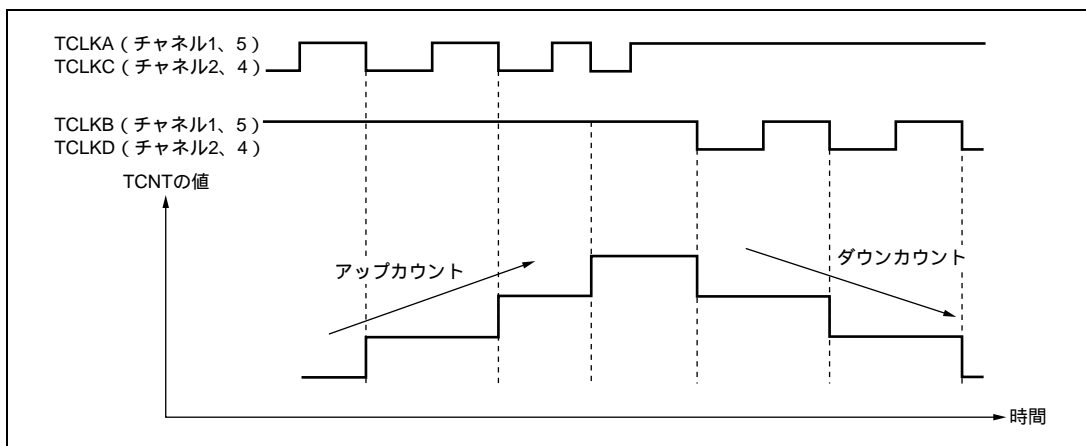 TCLKA（チャネル1、5）
TCLKC（チャネル2、4）
TCLKB（チャネル1、5）
TCLKD（チャネル2、4）
TCNTの値
アップカウント
ダウンカウント
時間